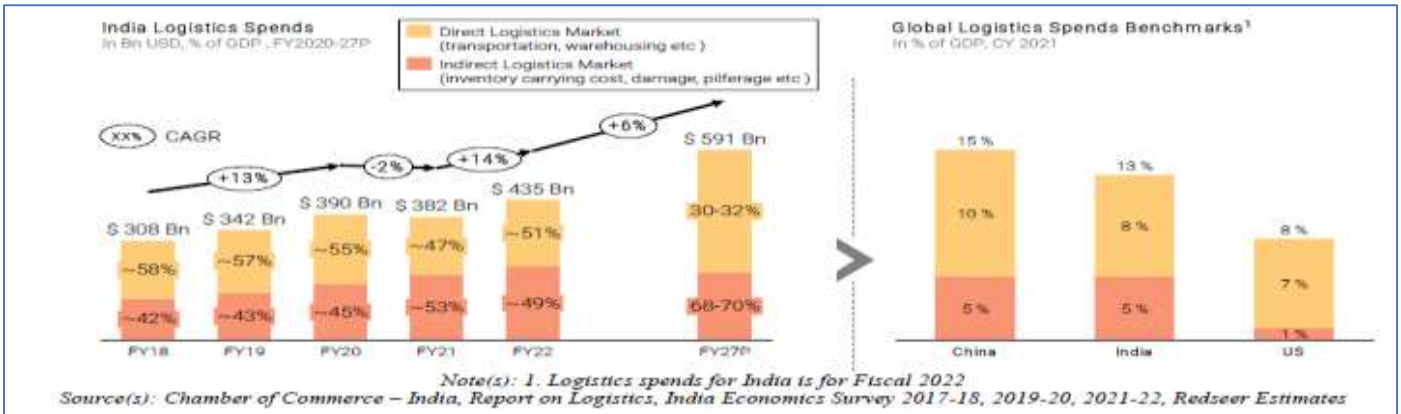 India Logistics Spends
In Bn USD, % of GDP , FY2020-27P
Direct Logistics Market
(transportation, warehousing etc )
Indirect Logistics Market
(inventory carrying cost, damage, pilferage etc )
xx% CAGR
+13%
-2%
+14%
+6%
$ 308 Bn
$ 342 Bn
$ 390 Bn
$ 382 Bn
$ 435 Bn
$ 591 Bn
~58%
~57%
~55%
~47%
~51%
30-32%
~42%
~43%
~45%
~53%
~49%
68-70%
FY18
FY19
FY20
FY21
FY22
FY27P
Global Logistics Spends Benchmarks¹
In % of GDP, CY 2021
15 %
13 %
8 %
10 %
8 %
7 %
5 %
5 %
1 %
China
India
US
Note(s): 1. Logistics spends for India is for Fiscal 2022
Source(s): Chamber of Commerce – India, Report on Logistics, India Economics Survey 2017-18, 2019-20, 2021-22, Redseer Estimates